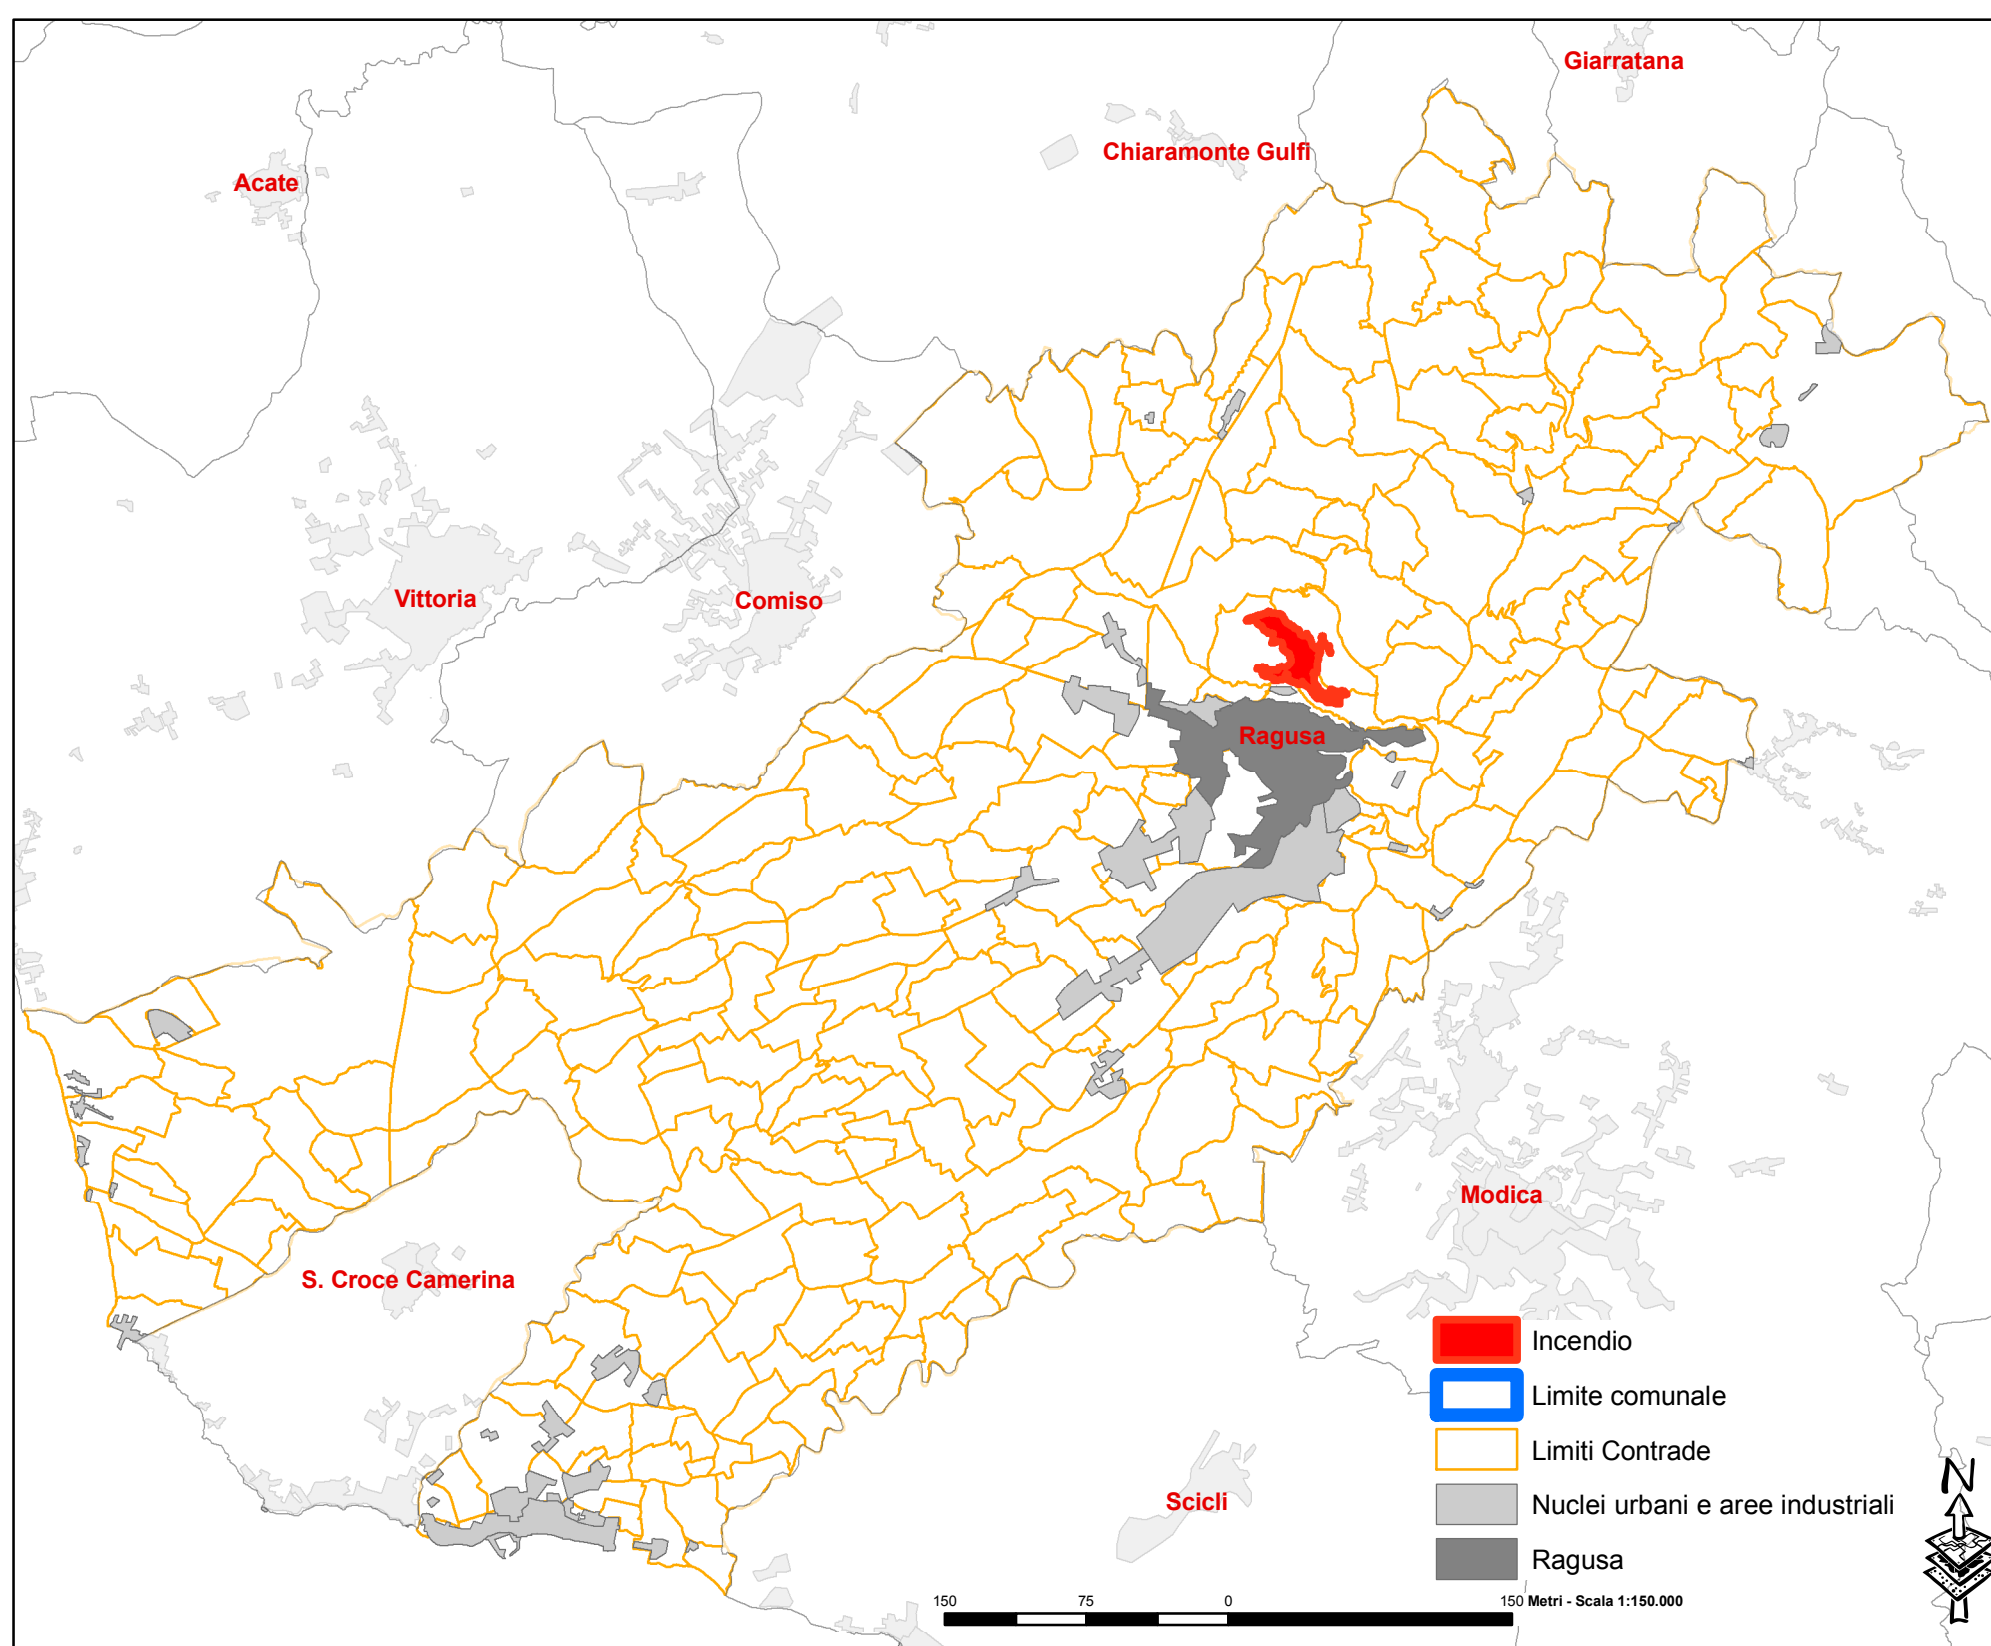 Giarratana
Chiaramonte Gulfi
Acate
Vittoria
Comiso
Ragusa
Modica
S. Croce Camerina
Scicli
Incendio
Limite comunale
Limiti Contrade
Nuclei urbani e aree industriali
Ragusa
N
150 75 0 150 Metri - Scala 1:150.000